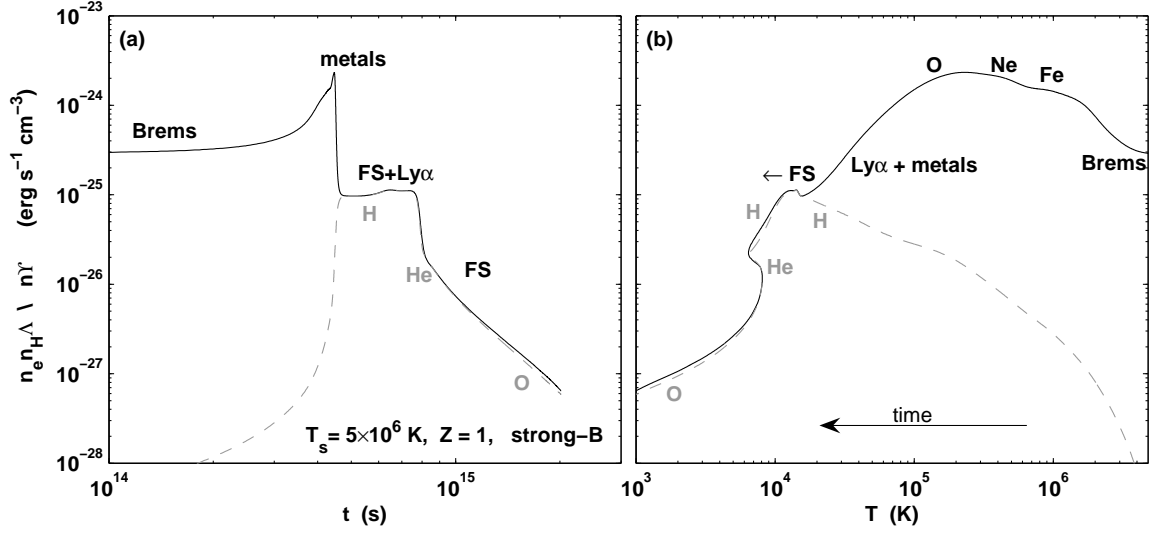 (a)
metals
Brems
FS+Lyα
H
He
FS
O
T_s = 5×10^6 K, Z = 1, strong−B
n_e n_H Λ \ nϒ (erg s^−1 cm^−3)
10^−23
10^−24
10^−25
10^−26
10^−27
10^−28
10^14
10^15
t (s)
(b)
O
Ne
Fe
Lyα + metals
Brems
← FS
H
H
He
O
time
10^3
10^4
10^5
10^6
T (K)